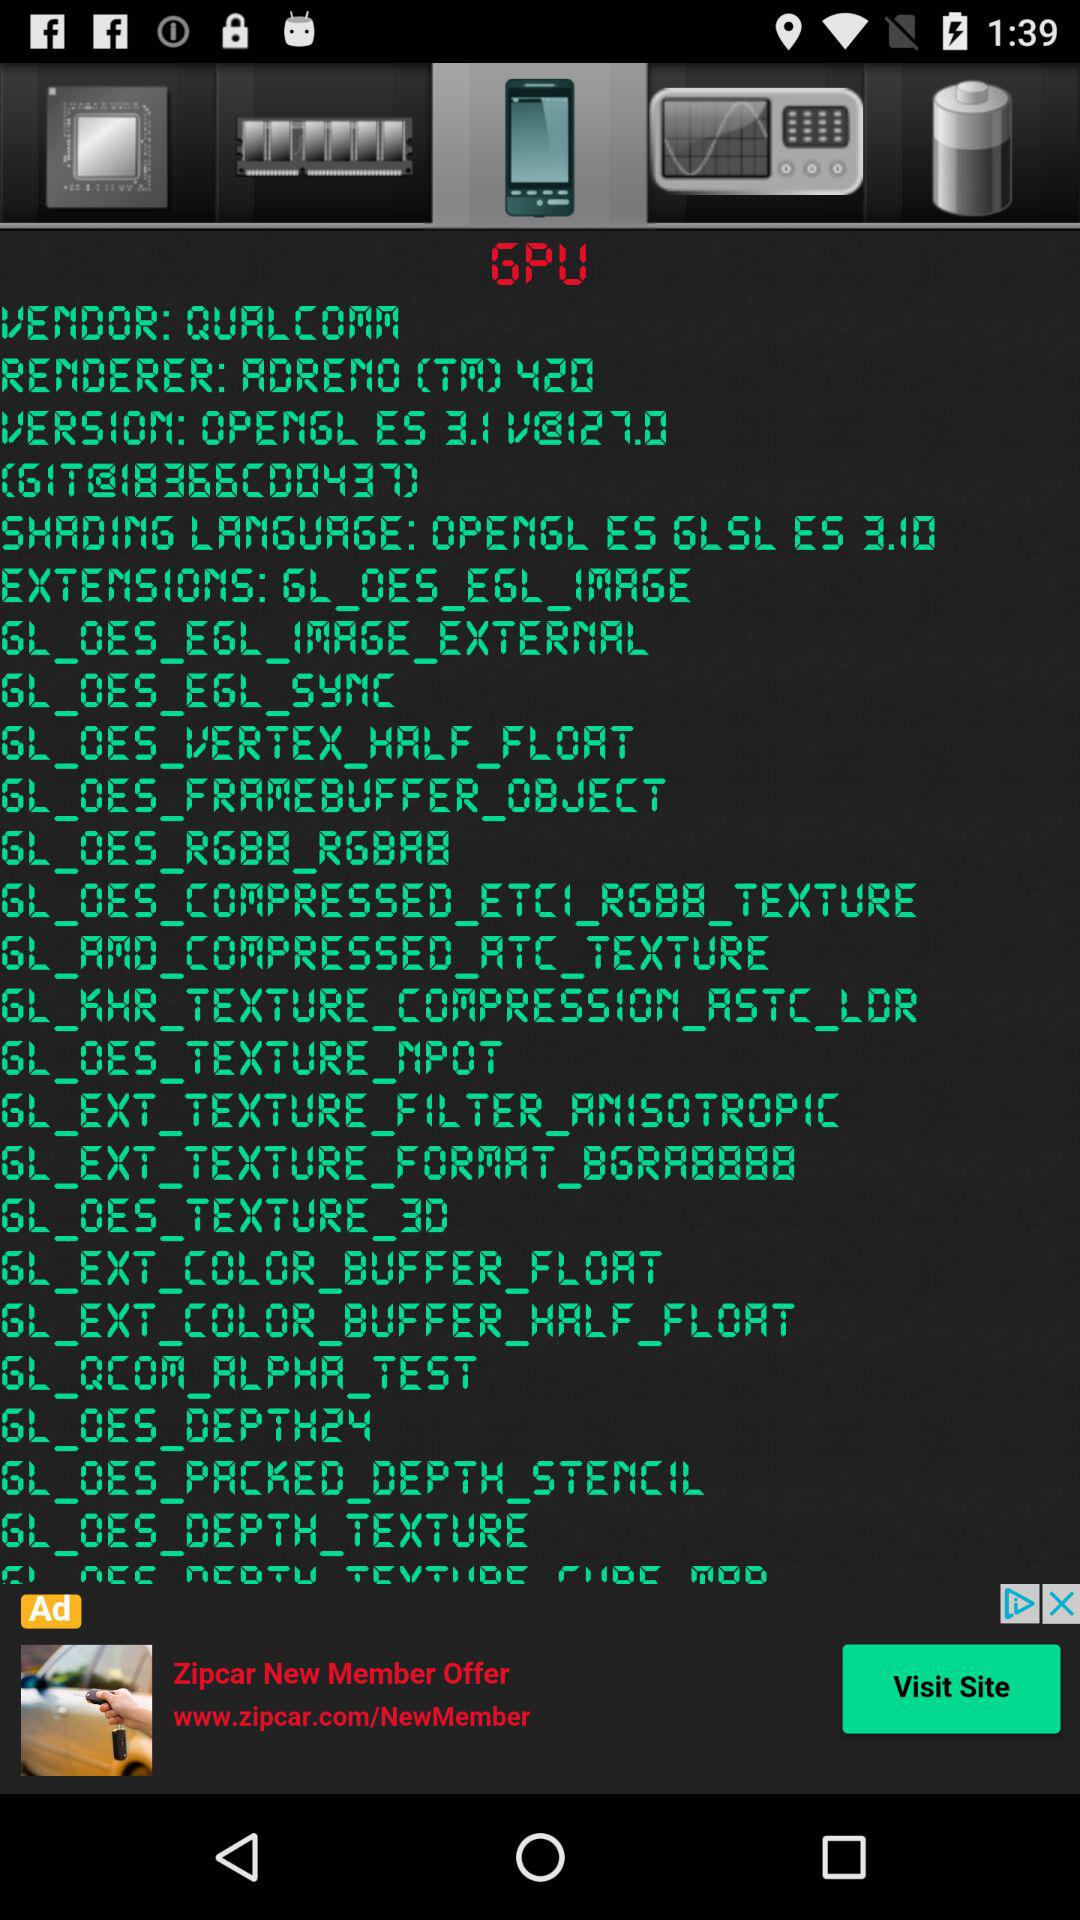 1:39
GPU
VENDOR: QUALCOMM
RENDERER: ADRENO (TM) 420
VERSION: OPENGL ES 3.1 V@127.0
(GIT@I8366CD0437)
SHADING LANGUAGE: OPENGL ES GLSL ES 3.10
EXTENSIONS: GL_OES_EGL_IMAGE
GL_OES_EGL_IMAGE_EXTERNAL
GL_OES_EGL_SYNC
GL_OES_VERTEX_HALF_FLOAT
GL_OES_FRAMEBUFFER_OBJECT
GL_OES_RGB8_RGBA8
GL_OES_COMPRESSED_ETC1_RGB8_TEXTURE
GL_AMD_COMPRESSED_ATC_TEXTURE
GL_KHR_TEXTURE_COMPRESSION_ASTC_LDR
GL_OES_TEXTURE_NPOT
GL_EXT_TEXTURE_FILTER_ANISOTROPIC
GL_EXT_TEXTURE_FORMAT_BGRA8888
GL_OES_TEXTURE_3D
GL_EXT_COLOR_BUFFER_FLOAT
GL_EXT_COLOR_BUFFER_HALF_FLOAT
GL_QCOM_ALPHA_TEST
GL_OES_DEPTH24
GL_OES_PACKED_DEPTH_STENCIL
GL_OES_DEPTH_TEXTURE
GL_OES_DEPTH_TEXTURE_CUBE_MAP
Ad
Zipcar New Member Offer
www.zipcar.com/NewMember
Visit Site